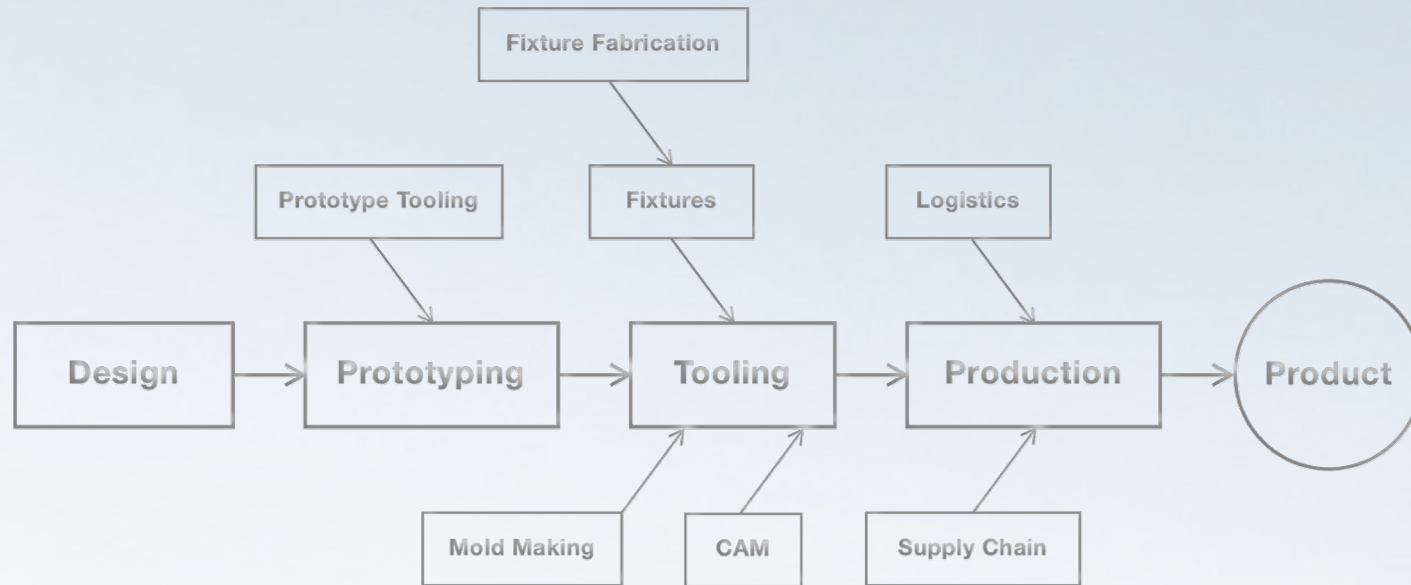 Fixture Fabrication
Prototype Tooling
Fixtures
Logistics
Design
Prototyping
Tooling
Production
Product
Mold Making
CAM
Supply Chain